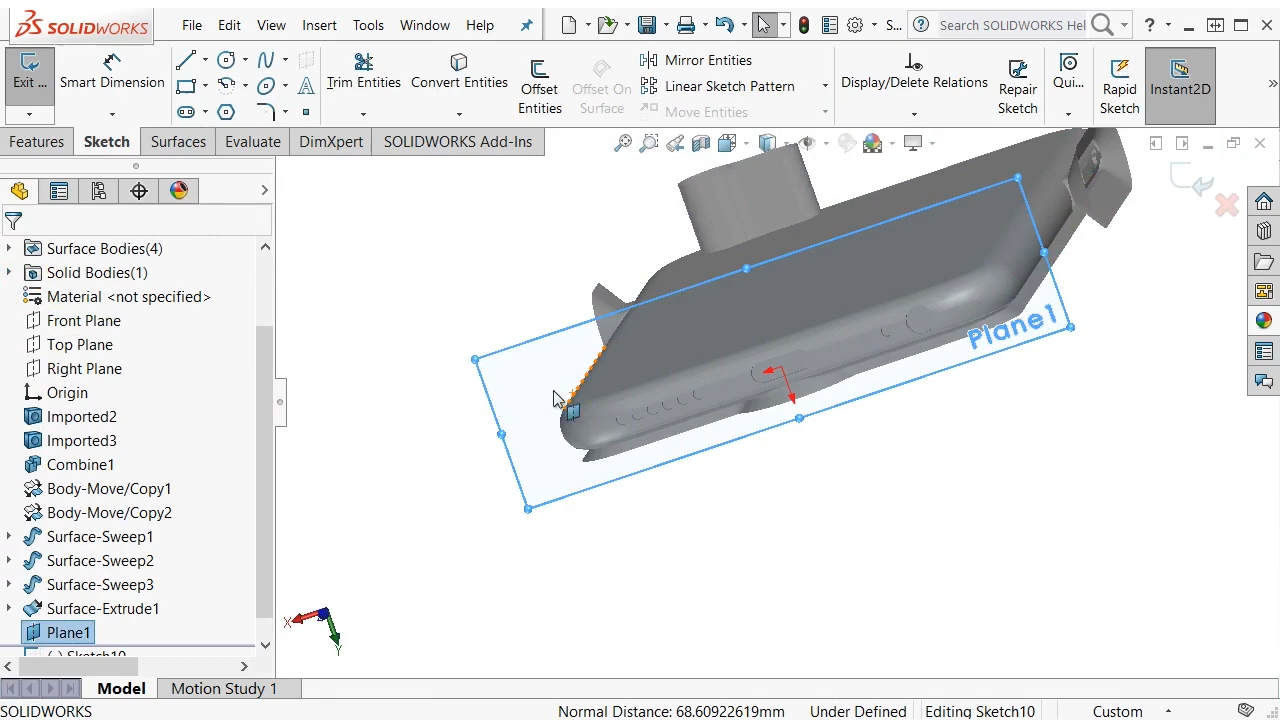 SOLIDWORKS File Edit View Insert Tools Window Help S... Search SOLIDWORKS Hel ?
Exit ... Smart Dimension Trim Entities Convert Entities Offset Entities Offset On Surface Mirror Entities Display/Delete Relations Repair Sketch Qui... Rapid Sketch Instant2D
Linear Sketch Pattern
Move Entities
Features Sketch Surfaces Evaluate DimXpert SOLIDWORKS Add-Ins
Surface Bodies(4)
Solid Bodies(1)
Material <not specified>
Front Plane
Top Plane
Right Plane
Origin
Imported2
Imported3
Combine1
Body-Move/Copy1
Body-Move/Copy2
Surface-Sweep1
Surface-Sweep2
Surface-Sweep3
Surface-Extrude1
Plane1
(-) Sketch10
Plane1
X
Y
Model Motion Study 1
SOLIDWORKS Normal Distance: 68.60922619mm Under Defined Editing Sketch10 Custom